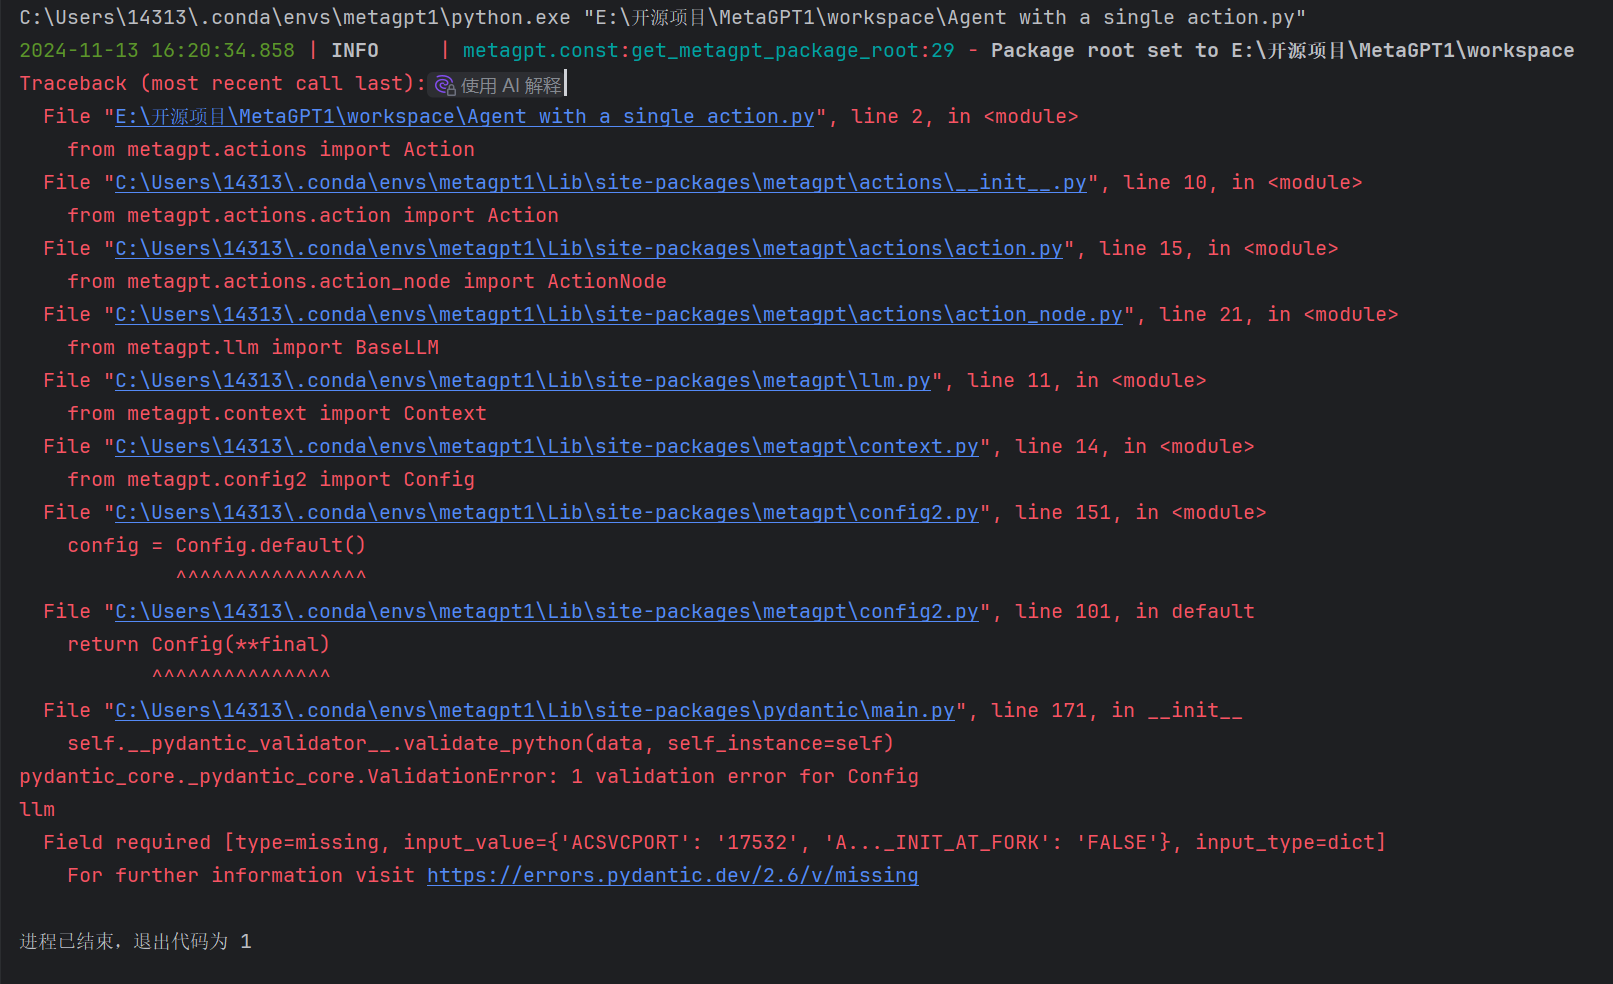 C:\Users\14313\.conda\envs\metagpt1\python.exe "E:\开源项目\MetaGPT1\workspace\Agent with a single action.py"
2024-11-13 16:20:34.858 | INFO     | metagpt.const:get_metagpt_package_root:29 - Package root set to E:\开源项目\MetaGPT1\workspace
Traceback (most recent call last): 使用 AI 解释
  File "E:\开源项目\MetaGPT1\workspace\Agent with a single action.py", line 2, in <module>
    from metagpt.actions import Action
  File "C:\Users\14313\.conda\envs\metagpt1\Lib\site-packages\metagpt\actions\__init__.py", line 10, in <module>
    from metagpt.actions.action import Action
  File "C:\Users\14313\.conda\envs\metagpt1\Lib\site-packages\metagpt\actions\action.py", line 15, in <module>
    from metagpt.actions.action_node import ActionNode
  File "C:\Users\14313\.conda\envs\metagpt1\Lib\site-packages\metagpt\actions\action_node.py", line 21, in <module>
    from metagpt.llm import BaseLLM
  File "C:\Users\14313\.conda\envs\metagpt1\Lib\site-packages\metagpt\llm.py", line 11, in <module>
    from metagpt.context import Context
  File "C:\Users\14313\.conda\envs\metagpt1\Lib\site-packages\metagpt\context.py", line 14, in <module>
    from metagpt.config2 import Config
  File "C:\Users\14313\.conda\envs\metagpt1\Lib\site-packages\metagpt\config2.py", line 151, in <module>
    config = Config.default()
             ^^^^^^^^^^^^^^^^
  File "C:\Users\14313\.conda\envs\metagpt1\Lib\site-packages\metagpt\config2.py", line 101, in default
    return Config(**final)
           ^^^^^^^^^^^^^^^
  File "C:\Users\14313\.conda\envs\metagpt1\Lib\site-packages\pydantic\main.py", line 171, in __init__
    self.__pydantic_validator__.validate_python(data, self_instance=self)
pydantic_core._pydantic_core.ValidationError: 1 validation error for Config
llm
  Field required [type=missing, input_value={'ACSVCPORT': '17532', 'A..._INIT_AT_FORK': 'FALSE'}, input_type=dict]
    For further information visit https://errors.pydantic.dev/2.6/v/missing
进程已结束，退出代码为 1